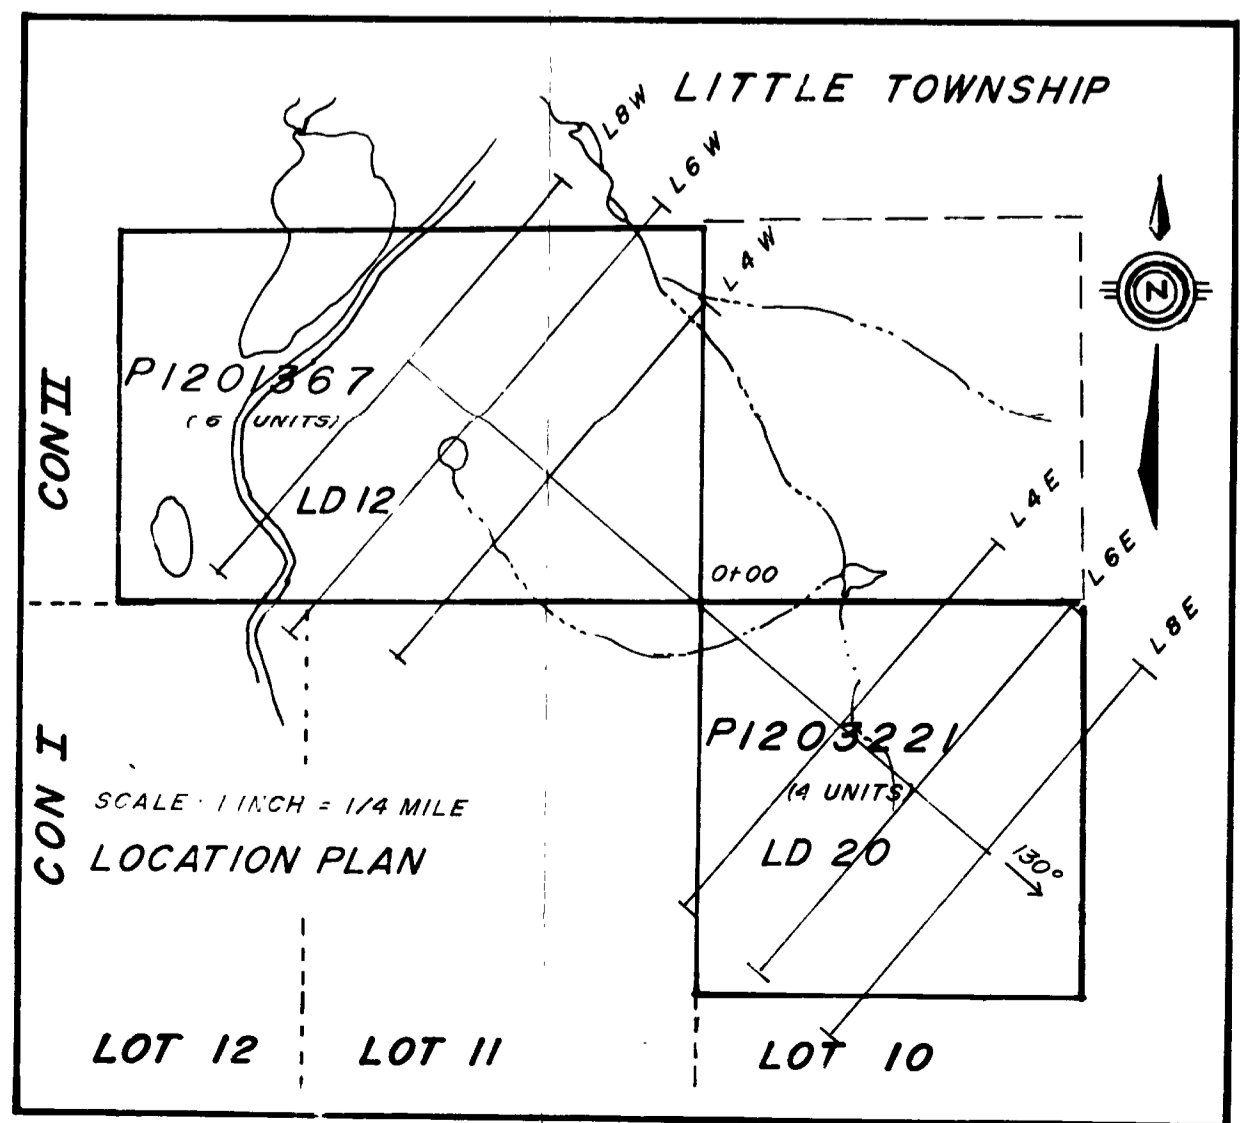 LITTLE TOWNSHIP
L8W
L6W
L4W
N
P1201367
(6 UNITS)
CON II
LD 12
L4E
L6E
L8E
0+00
P1203221
(4 UNITS)
LD 20
130°
CON I
SCALE · 1 INCH = 1/4 MILE
LOCATION PLAN
LOT 12
LOT 11
LOT 10